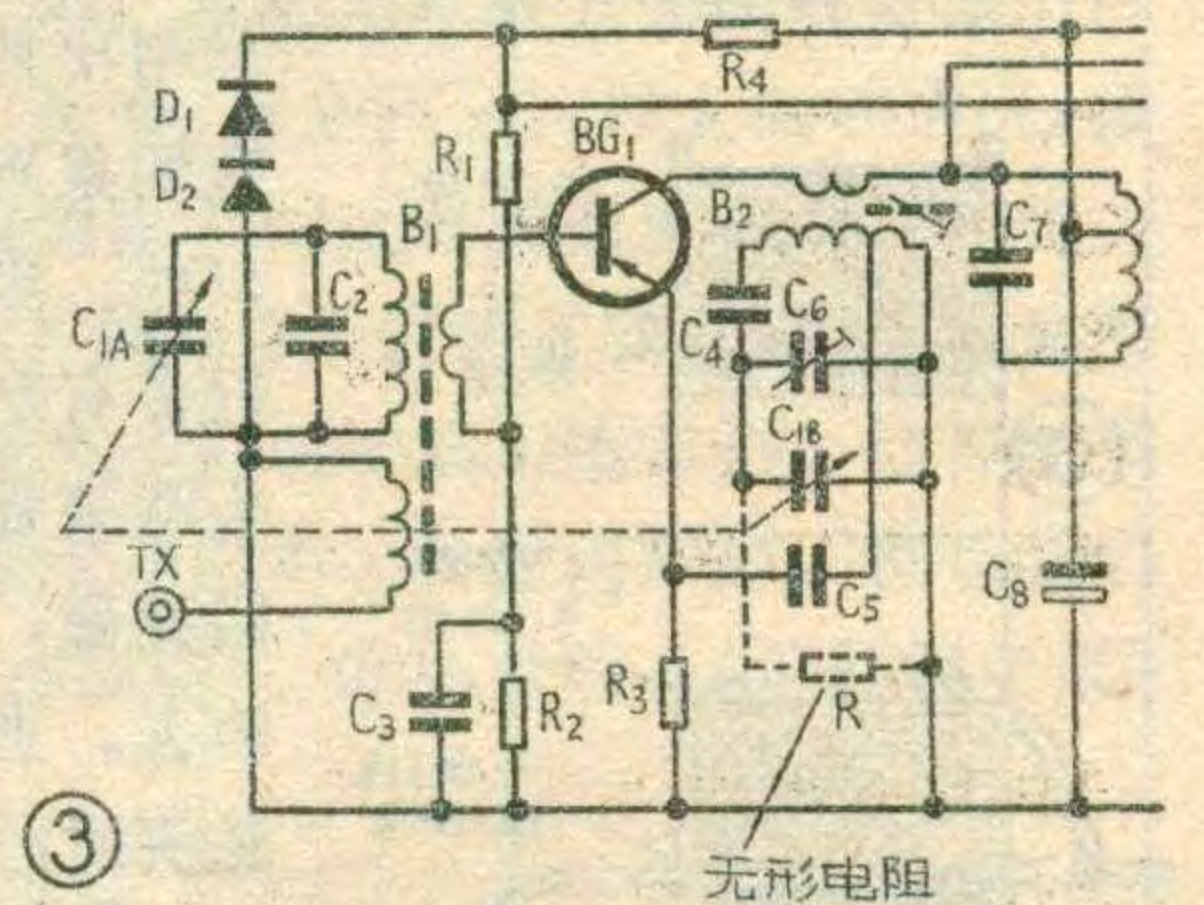 R4
D1
R1
BG1
D2
B1
B2
C7
C1A
C2
C4
C6
C1B
TX
C5
C8
C3
R2
R3
R
③
无形电阻